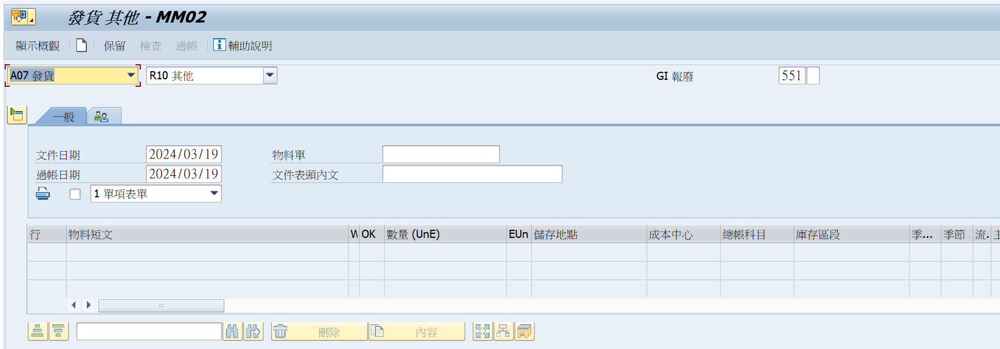 發貨 其他 - MM02
顯示概觀 保留 檢查 過帳 輔助說明
A07 發貨 R10 其他 GI 報廢 551
一般
文件日期 2024/03/19 物料單
過帳日期 2024/03/19 文件表頭內文
1 單項表單
行 物料短文 W OK 數量 (UnE) EUn 儲存地點 成本中心 總帳科目 庫存區段 季... 季節 流.
刪除 內容